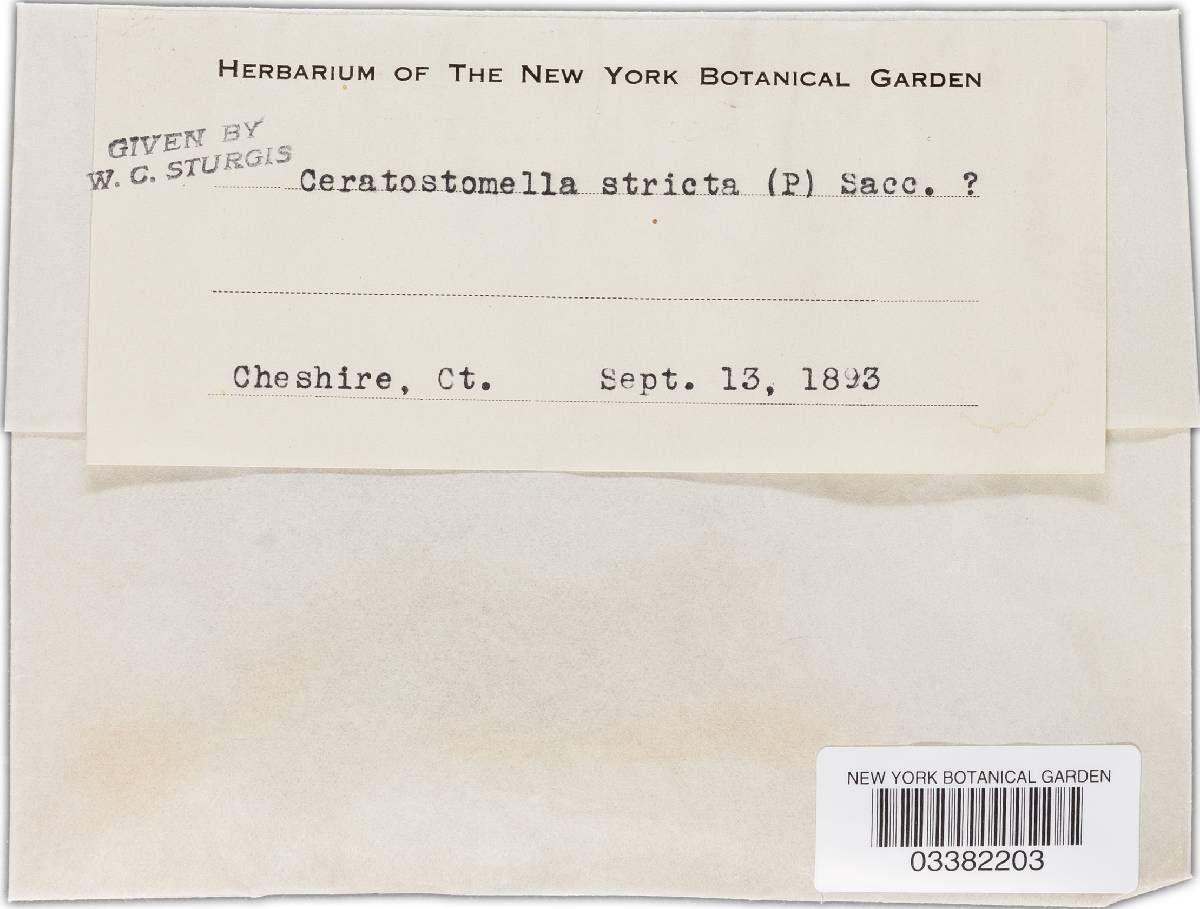 HERBARIUM OF THE NEW YORK BOTANICAL GARDEN
GIVEN BY
W. C. STURGIS
Ceratostomella stricta (P) Sacc. ?
Cheshire, Ct. Sept. 13, 1893
NEW YORK BOTANICAL GARDEN
03382203